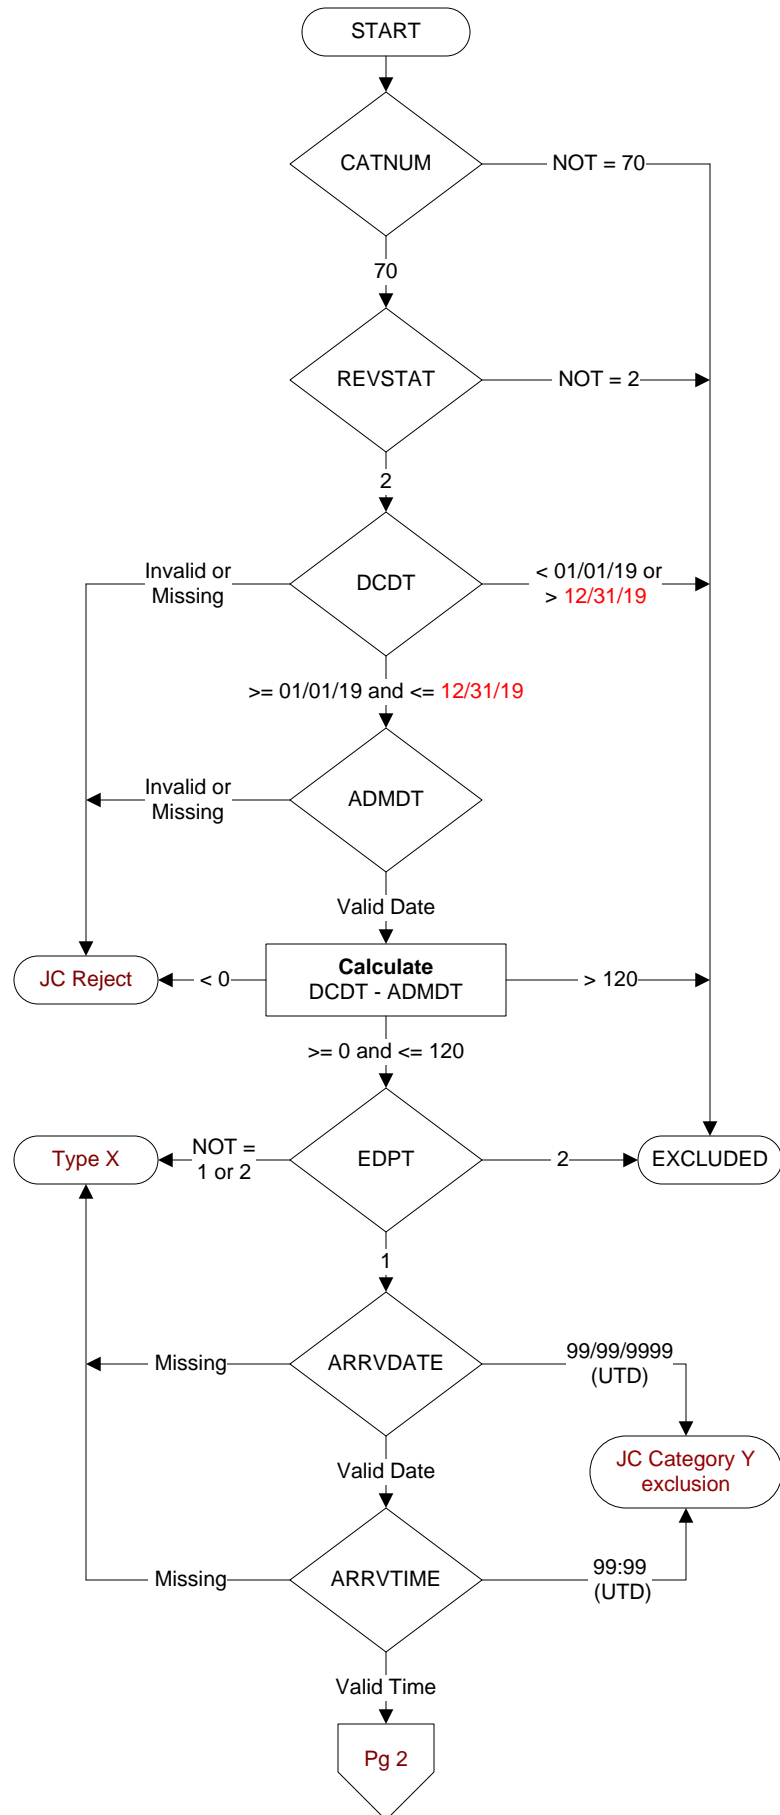 START
CATNUM
NOT = 70
70
REVSTAT
NOT = 2
2
Invalid or
Missing
DCDT
< 01/01/19 or
> 12/31/19
>= 01/01/19 and <= 12/31/19
Invalid or
Missing
ADMDT
Valid Date
JC Reject
< 0
Calculate
DCDT - ADMDT
> 120
>= 0 and <= 120
Type X
NOT =
1 or 2
EDPT
2
EXCLUDED
1
Missing
ARRVDATE
99/99/9999
(UTD)
Valid Date
JC Category Y
exclusion
Missing
ARRVTIME
99:99
(UTD)
Valid Time
Pg 2